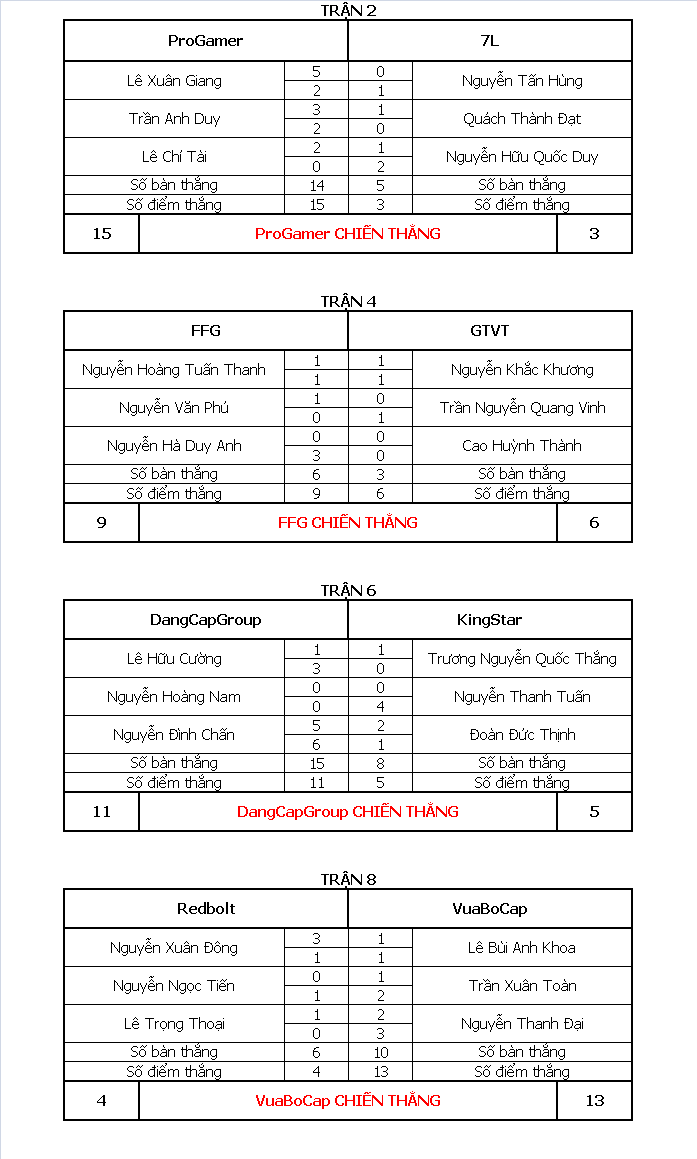 TRẬN 2
ProGamer 7L
Lê Xuân Giang 5 0 Nguyễn Tấn Hùng
2 1
Trần Anh Duy 3 1 Quách Thành Đạt
2 0
Lê Chí Tài 2 1 Nguyễn Hữu Quốc Duy
0 2
Số bàn thắng 14 5 Số bàn thắng
Số điểm thắng 15 3 Số điểm thắng
15 ProGamer CHIẾN THẮNG 3
TRẬN 4
FFG GTVT
Nguyễn Hoàng Tuấn Thanh 1 1 Nguyễn Khắc Khương
1 1
Nguyễn Văn Phú 1 0 Trần Nguyễn Quang Vinh
0 1
Nguyễn Hà Duy Anh 0 0 Cao Huỳnh Thành
3 0
Số bàn thắng 6 3 Số bàn thắng
Số điểm thắng 9 6 Số điểm thắng
9 FFG CHIẾN THẮNG 6
TRẬN 6
DangCapGroup KingStar
Lê Hữu Cường 1 1 Trương Nguyễn Quốc Thắng
3 0
Nguyễn Hoàng Nam 0 0 Nguyễn Thanh Tuấn
0 4
Nguyễn Đình Chấn 5 2 Đoàn Đức Thịnh
6 1
Số bàn thắng 15 8 Số bàn thắng
Số điểm thắng 11 5 Số điểm thắng
11 DangCapGroup CHIẾN THẮNG 5
TRẬN 8
Redbolt VuaBoCap
Nguyễn Xuân Đông 3 1 Lê Bùi Anh Khoa
1 1
Nguyễn Ngọc Tiến 0 1 Trần Xuân Toàn
1 2
Lê Trọng Thoại 1 2 Nguyễn Thanh Đại
0 3
Số bàn thắng 6 10 Số bàn thắng
Số điểm thắng 4 13 Số điểm thắng
4 VuaBoCap CHIẾN THẮNG 13